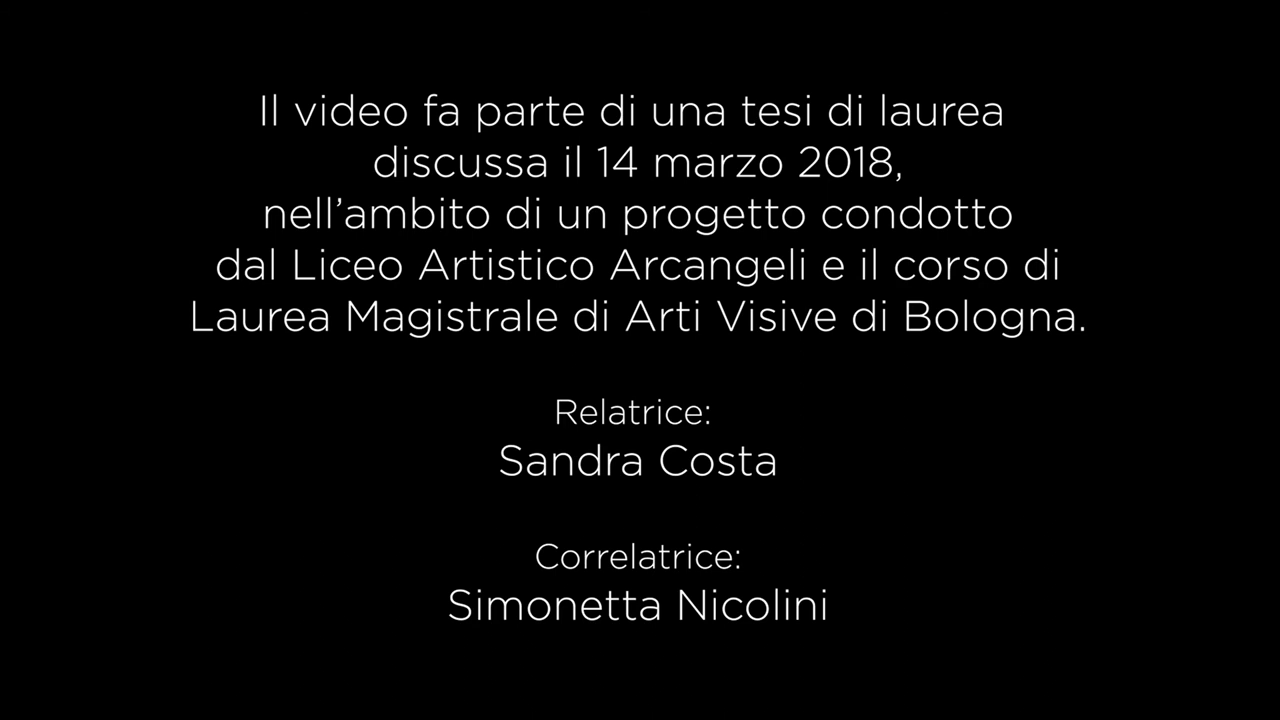 Il video fa parte di una tesi di laurea
discussa il 14 marzo 2018,
nell’ambito di un progetto condotto
dal Liceo Artistico Arcangeli e il corso di
Laurea Magistrale di Arti Visive di Bologna.
Relatrice:
Sandra Costa
Correlatrice:
Simonetta Nicolini